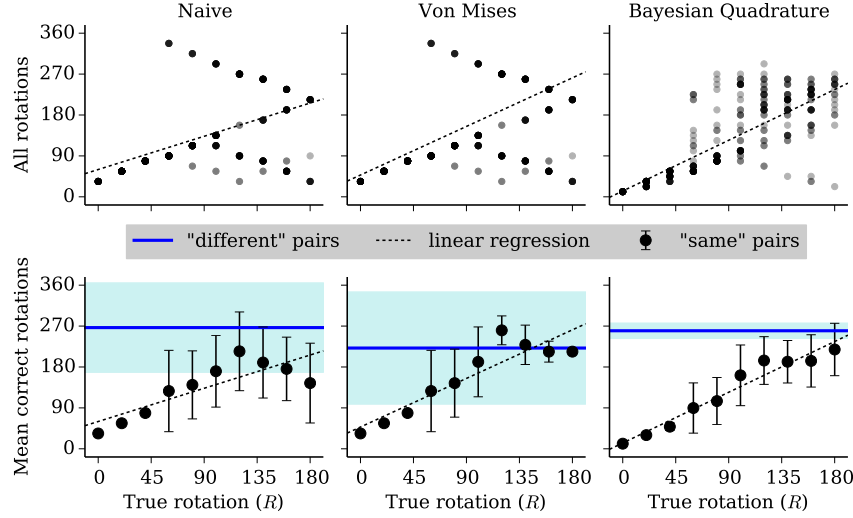 Naive Von Mises Bayesian Quadrature
All rotations
360
270
180
90
0
"different" pairs linear regression "same" pairs
Mean correct rotations
360
270
180
90
0
0 45 90 135 180 0 45 90 135 180 0 45 90 135 180
True rotation (R) True rotation (R) True rotation (R)